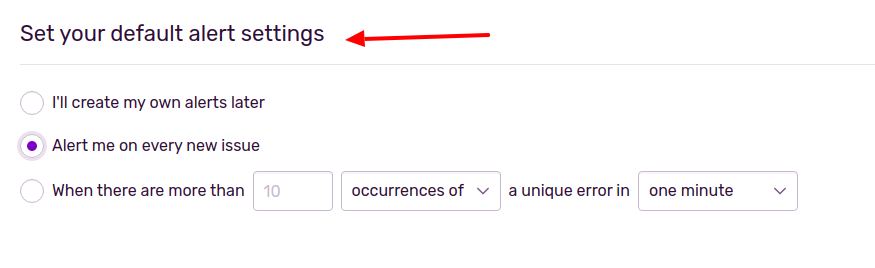 Set your default alert settings
I'll create my own alerts later
Alert me on every new issue
When there are more than 10 occurrences of a unique error in one minute